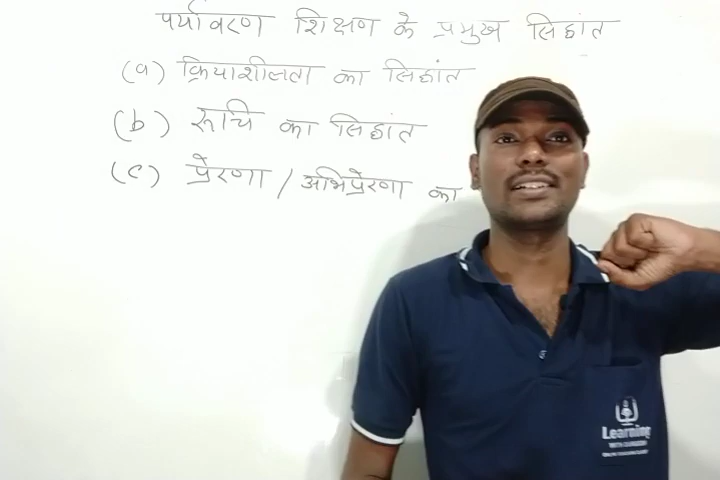 पर्यावरण शिक्षण के प्रमुख सिद्धांत
(a) क्रियाशीलता का सिद्धांत
(b) रूचि का सिद्धांत
(c) प्रेरणा / अभिप्रेरणा का
Learning